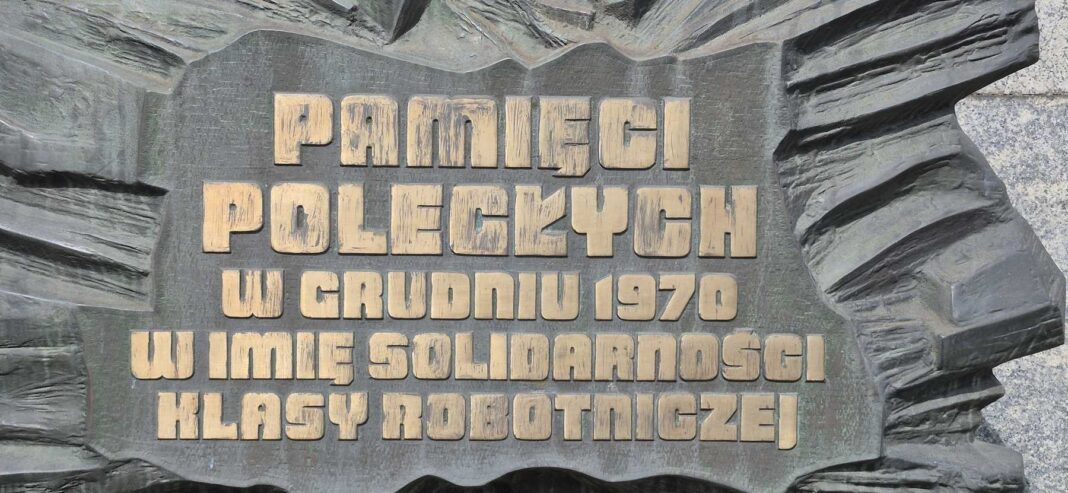 PAMIĘCI
POLEGŁYCH
W GRUDNIU 1970
W IMIĘ SOLIDARNOŚCI
KLASY ROBOTNICZEJ